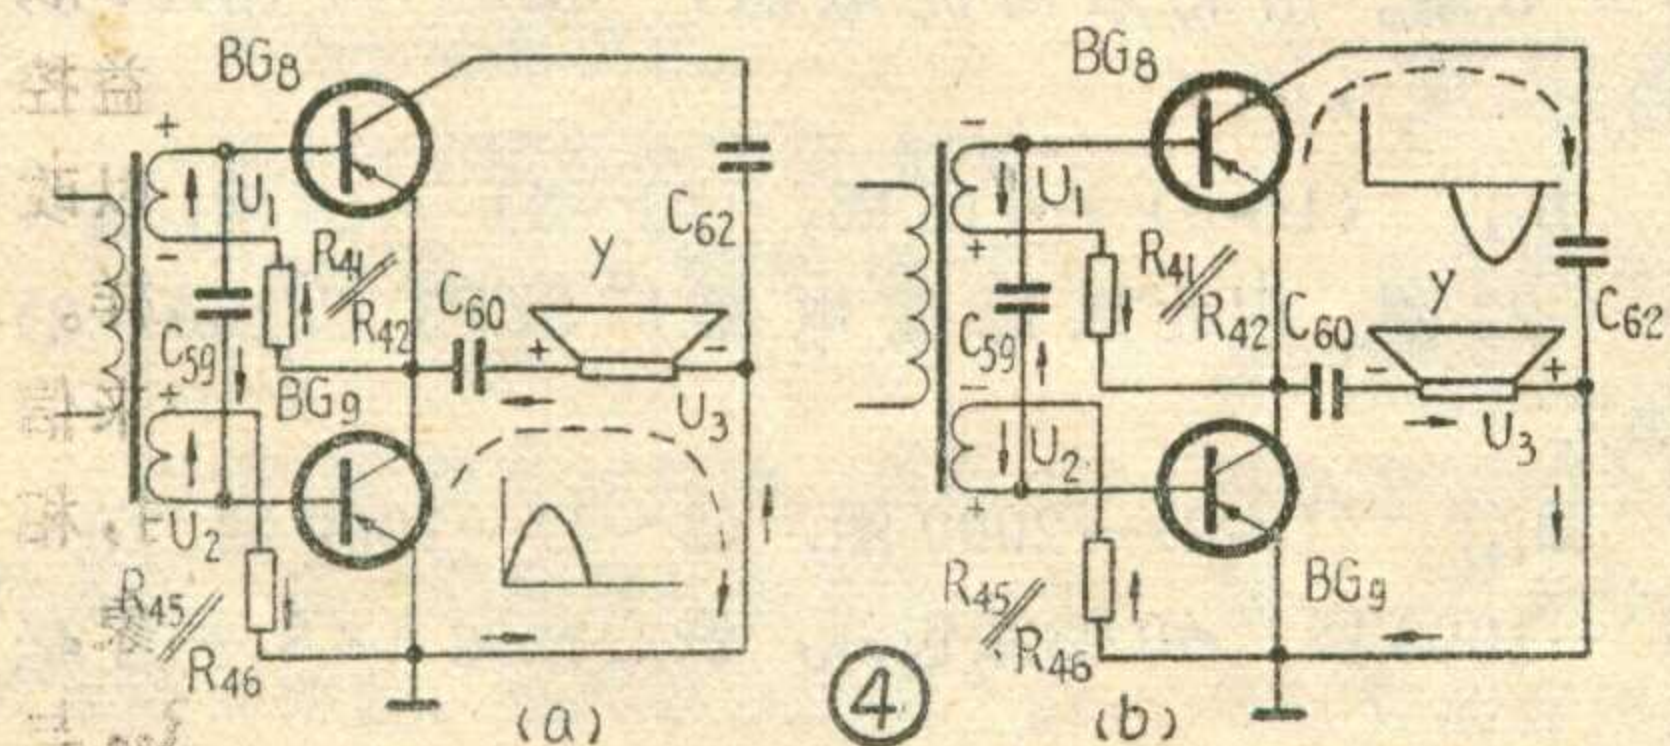 BG8
+
U1
-
C59
R41//R42
C60
Y
+
-
C62
U3
+
BG9
-
U2
R45//R46
(a)
④
BG8
-
U1
+
C59
R41//R42
C60
Y
-
+
C62
U3
-
U2
+
BG9
R45//R46
(b)